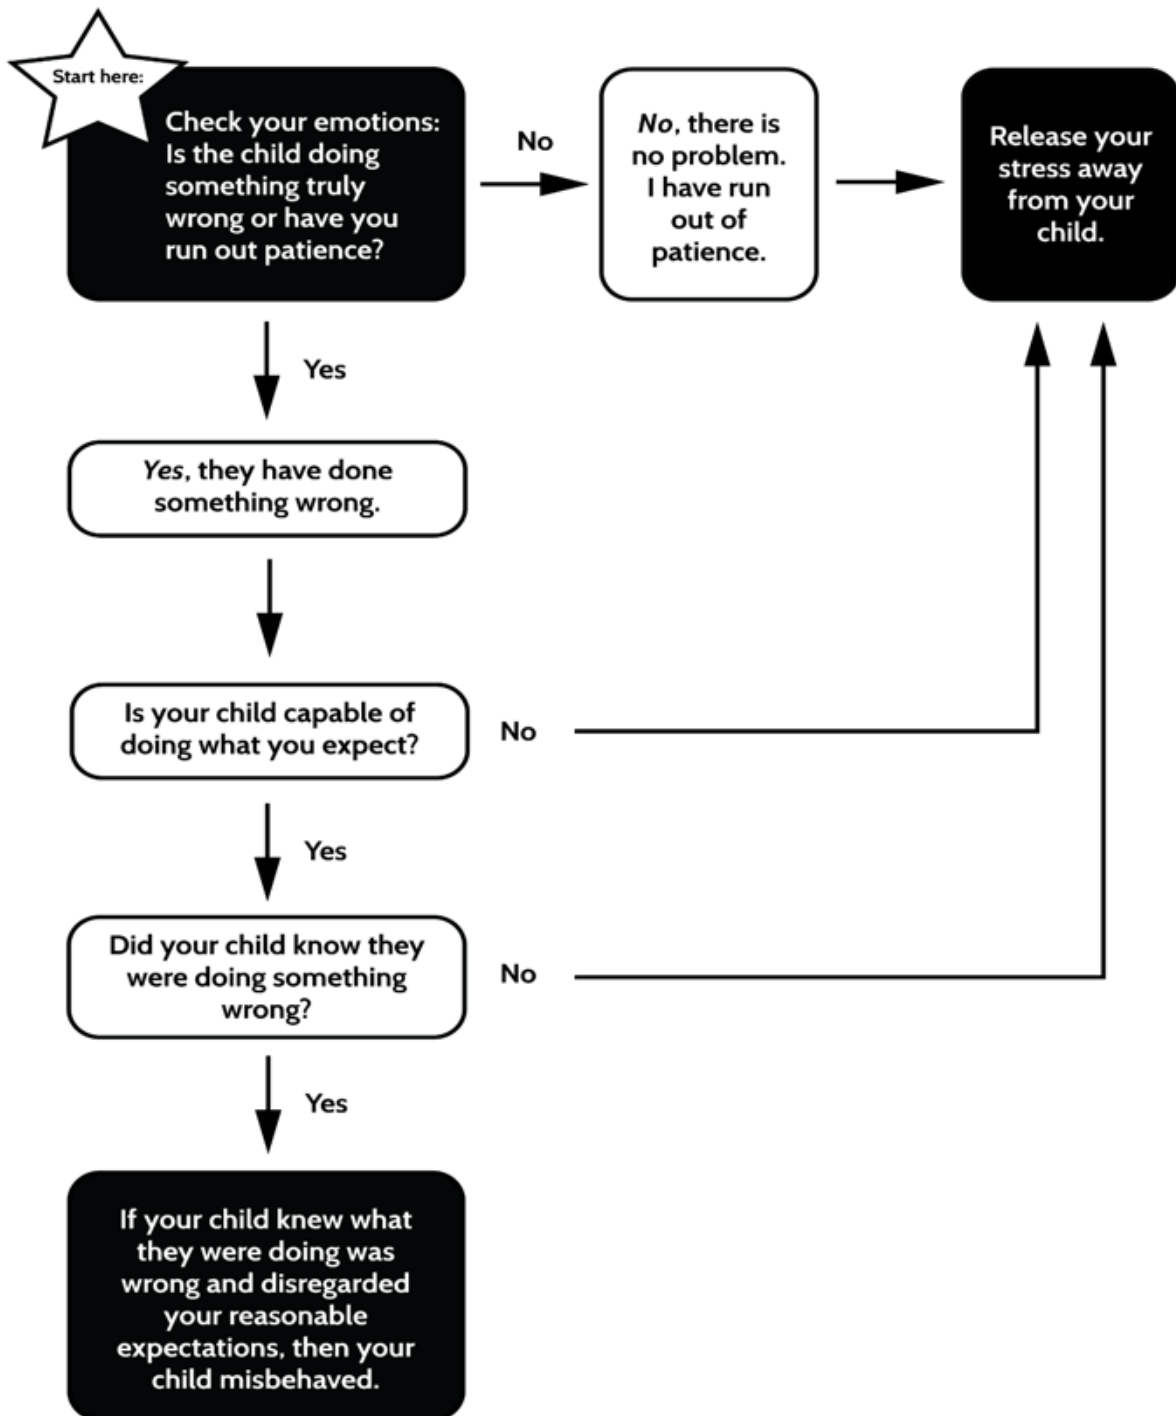 Start here:
Check your emotions:
Is the child doing
something truly
wrong or have you
run out patience?
No
No, there is
no problem.
I have run
out of
patience.
Release your
stress away
from your
child.
Yes
Yes, they have done
something wrong.
Is your child capable of
doing what you expect?
No
Yes
Did your child know they
were doing something
wrong?
No
Yes
If your child knew what
they were doing was
wrong and disregarded
your reasonable
expectations, then your
child misbehaved.